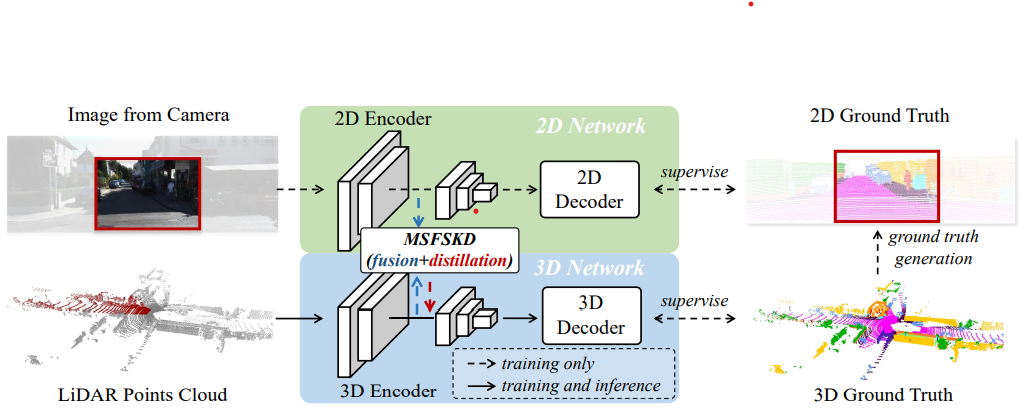 Image from Camera
2D Encoder
2D Network
2D Ground Truth
2D
Decoder
supervise
MSFSKD
(fusion+distillation)
ground truth
generation
3D Network
3D
Decoder
supervise
training only
training and inference
LiDAR Points Cloud
3D Encoder
3D Ground Truth